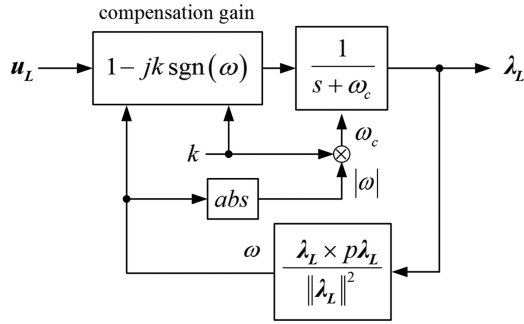 compensation gain
u_L
1 − jk sgn(ω)
1
s + ω_c
λ_L
k
⊗
ω_c
abs
|ω|
ω
λ_L × pλ_L
‖λ_L‖²